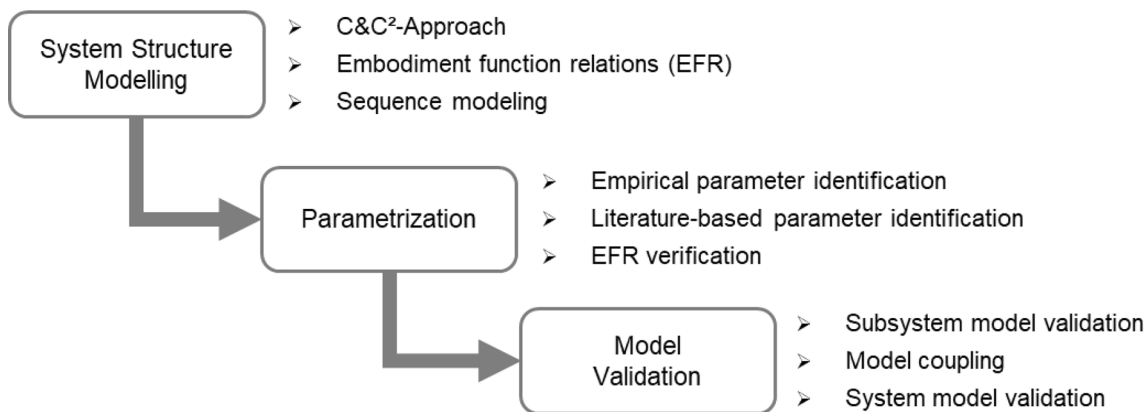 System Structure
Modelling
➢ C&C²-Approach
➢ Embodiment function relations (EFR)
➢ Sequence modeling
Parametrization
➢ Empirical parameter identification
➢ Literature-based parameter identification
➢ EFR verification
Model
Validation
➢ Subsystem model validation
➢ Model coupling
➢ System model validation